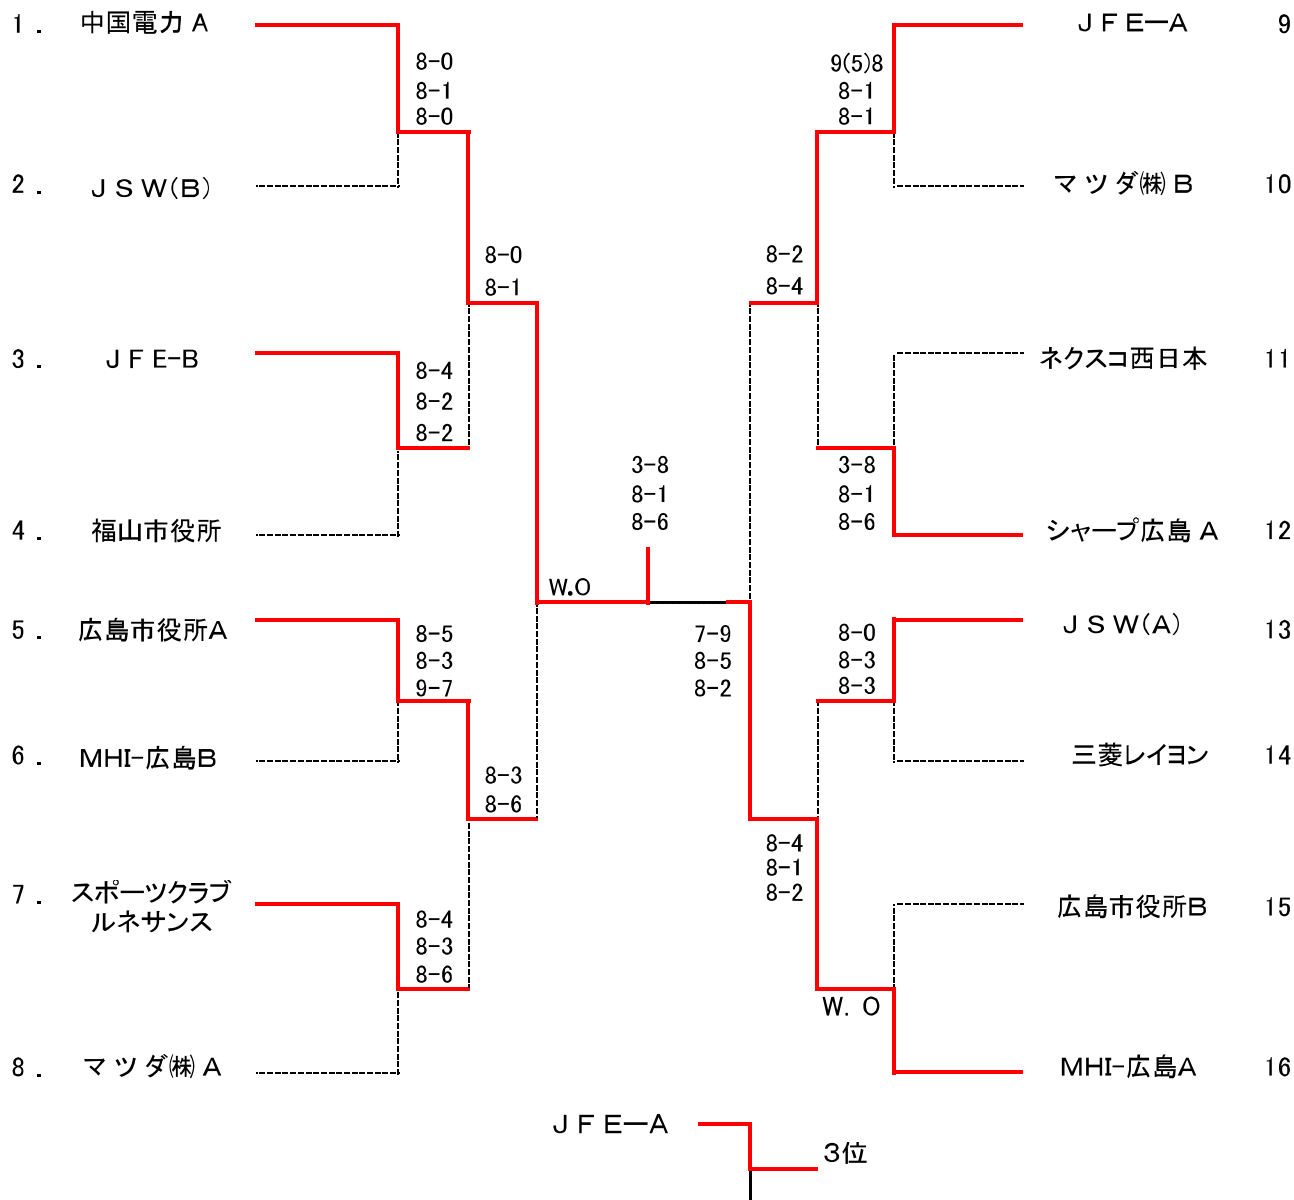 1. 中国電力 A
8-0
8-1
8-0
2. JSW(B)
8-0
8-1
3. JFE-B
8-4
8-2
8-2
4. 福山市役所
W.O
5. 広島市役所A
8-5
8-3
9-7
6. MHI-広島B
8-3
8-6
7. スポーツクラブ
ルネサンス
8-4
8-3
8-6
8. マツダ㈱ A
3-8
8-1
8-6
JFEーA 9
9(5)8
8-1
8-1
マツダ㈱ B 10
8-2
8-4
ネクスコ西日本 11
3-8
8-1
8-6
シャープ広島 A 12
7-9
8-5
8-2
JSW(A) 13
8-0
8-3
8-3
三菱レイヨン 14
8-4
8-1
8-2
広島市役所B 15
W. O
MHI-広島A 16
JFEーA
3位